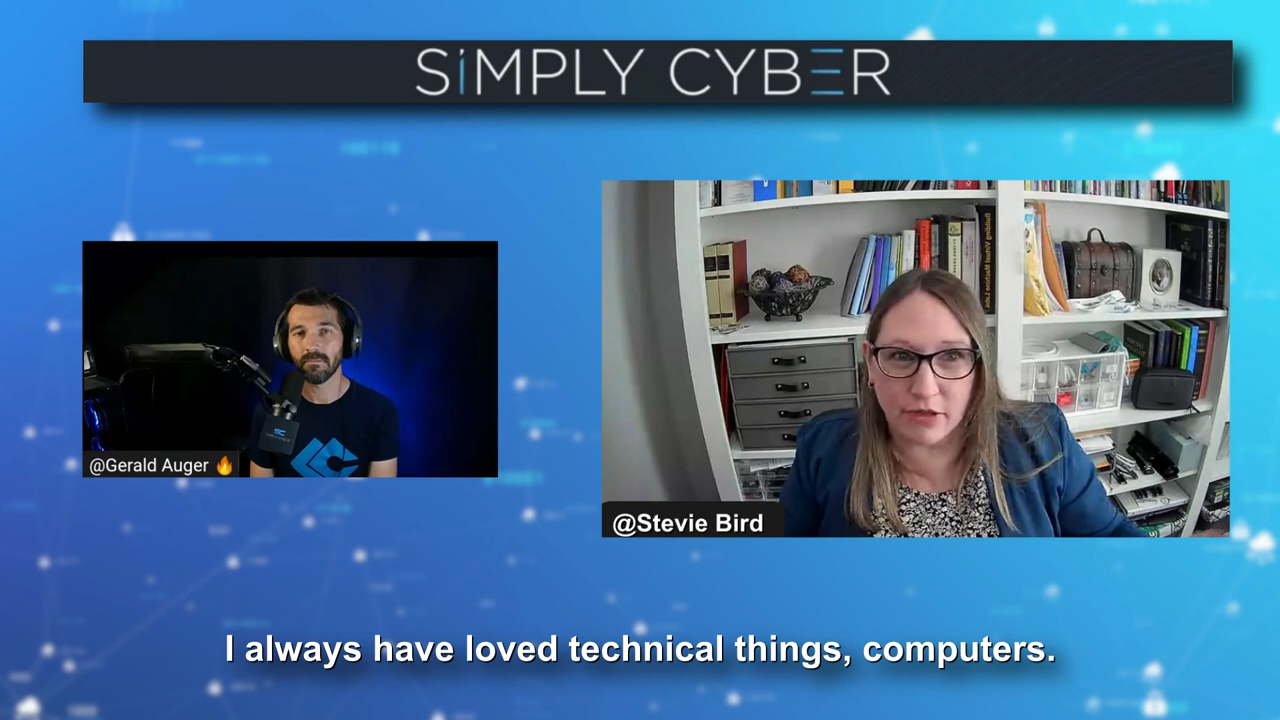 SiMPLY CYBER
@Gerald Auger 🔥
@Stevie Bird
I always have loved technical things, computers.